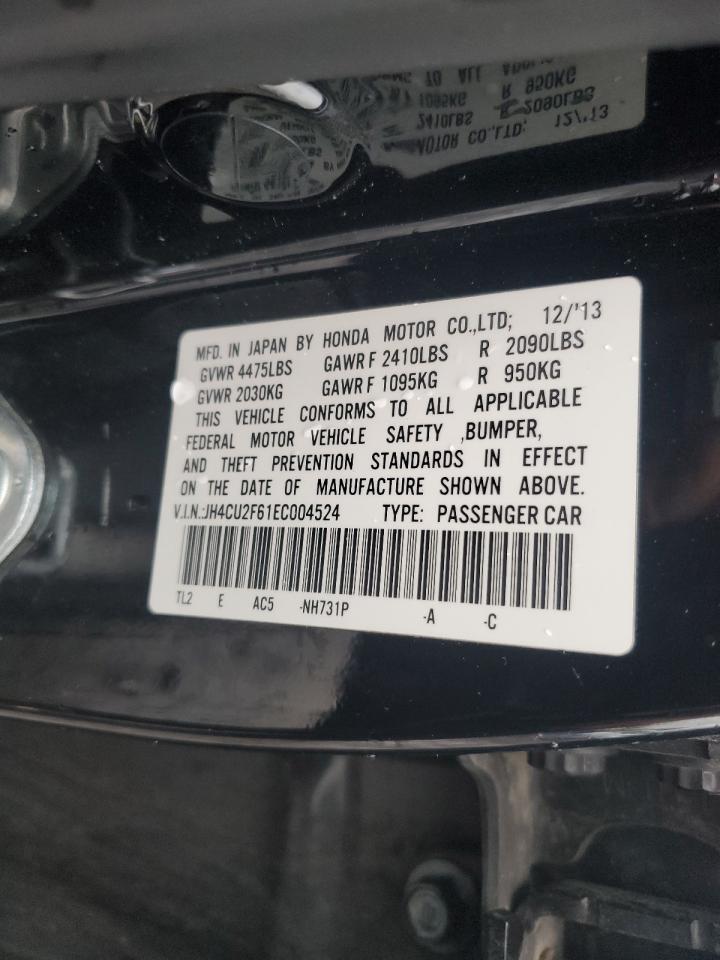 MFD. IN JAPAN BY HONDA MOTOR CO.,LTD; 12/'13
GVWR 4475LBS GAWR F 2410LBS R 2090LBS
GVWR 2030KG GAWR F 1095KG R 950KG
THIS VEHICLE CONFORMS TO ALL APPLICABLE
FEDERAL MOTOR VEHICLE SAFETY ,BUMPER,
AND THEFT PREVENTION STANDARDS IN EFFECT
ON THE DATE OF MANUFACTURE SHOWN ABOVE.
V.I.N.:JH4CU2F61EC004524 TYPE: PASSENGER CAR
TL2 E AC5 -NH731P -A -C